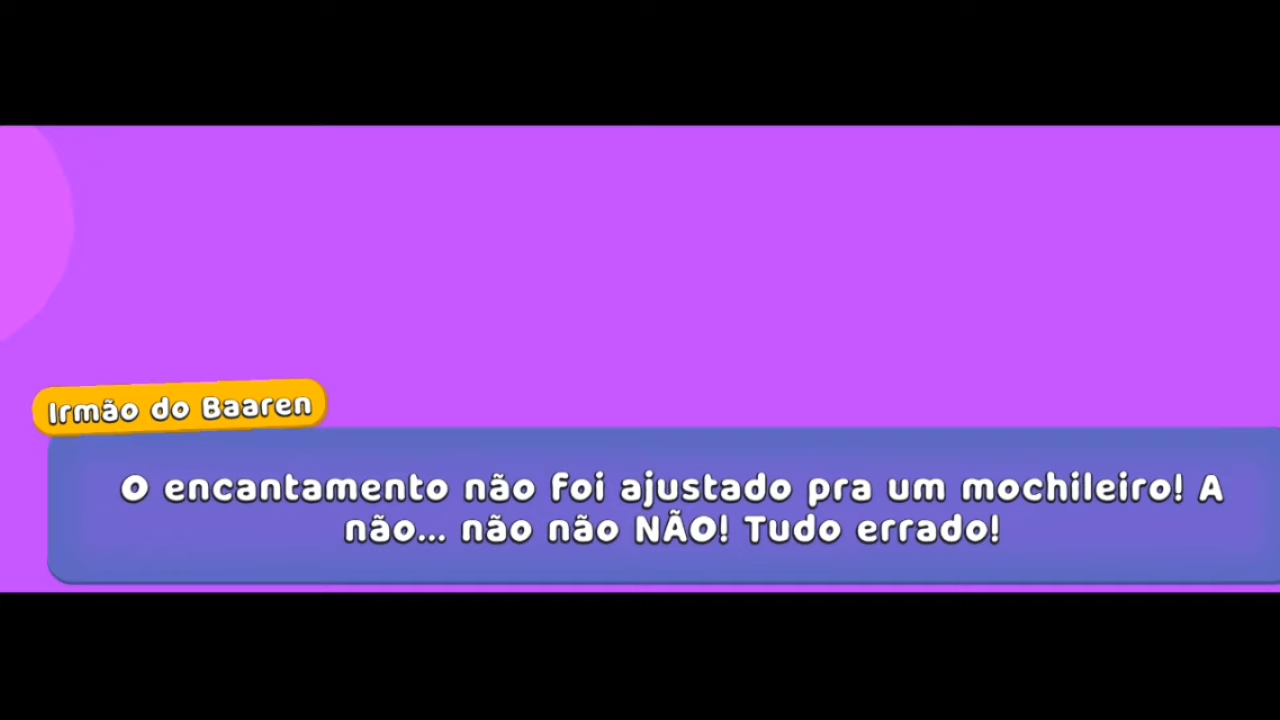 Irmão do Baaren
O encantamento não foi ajustado pra um mochileiro! A
não... não não NÃO! Tudo errado!